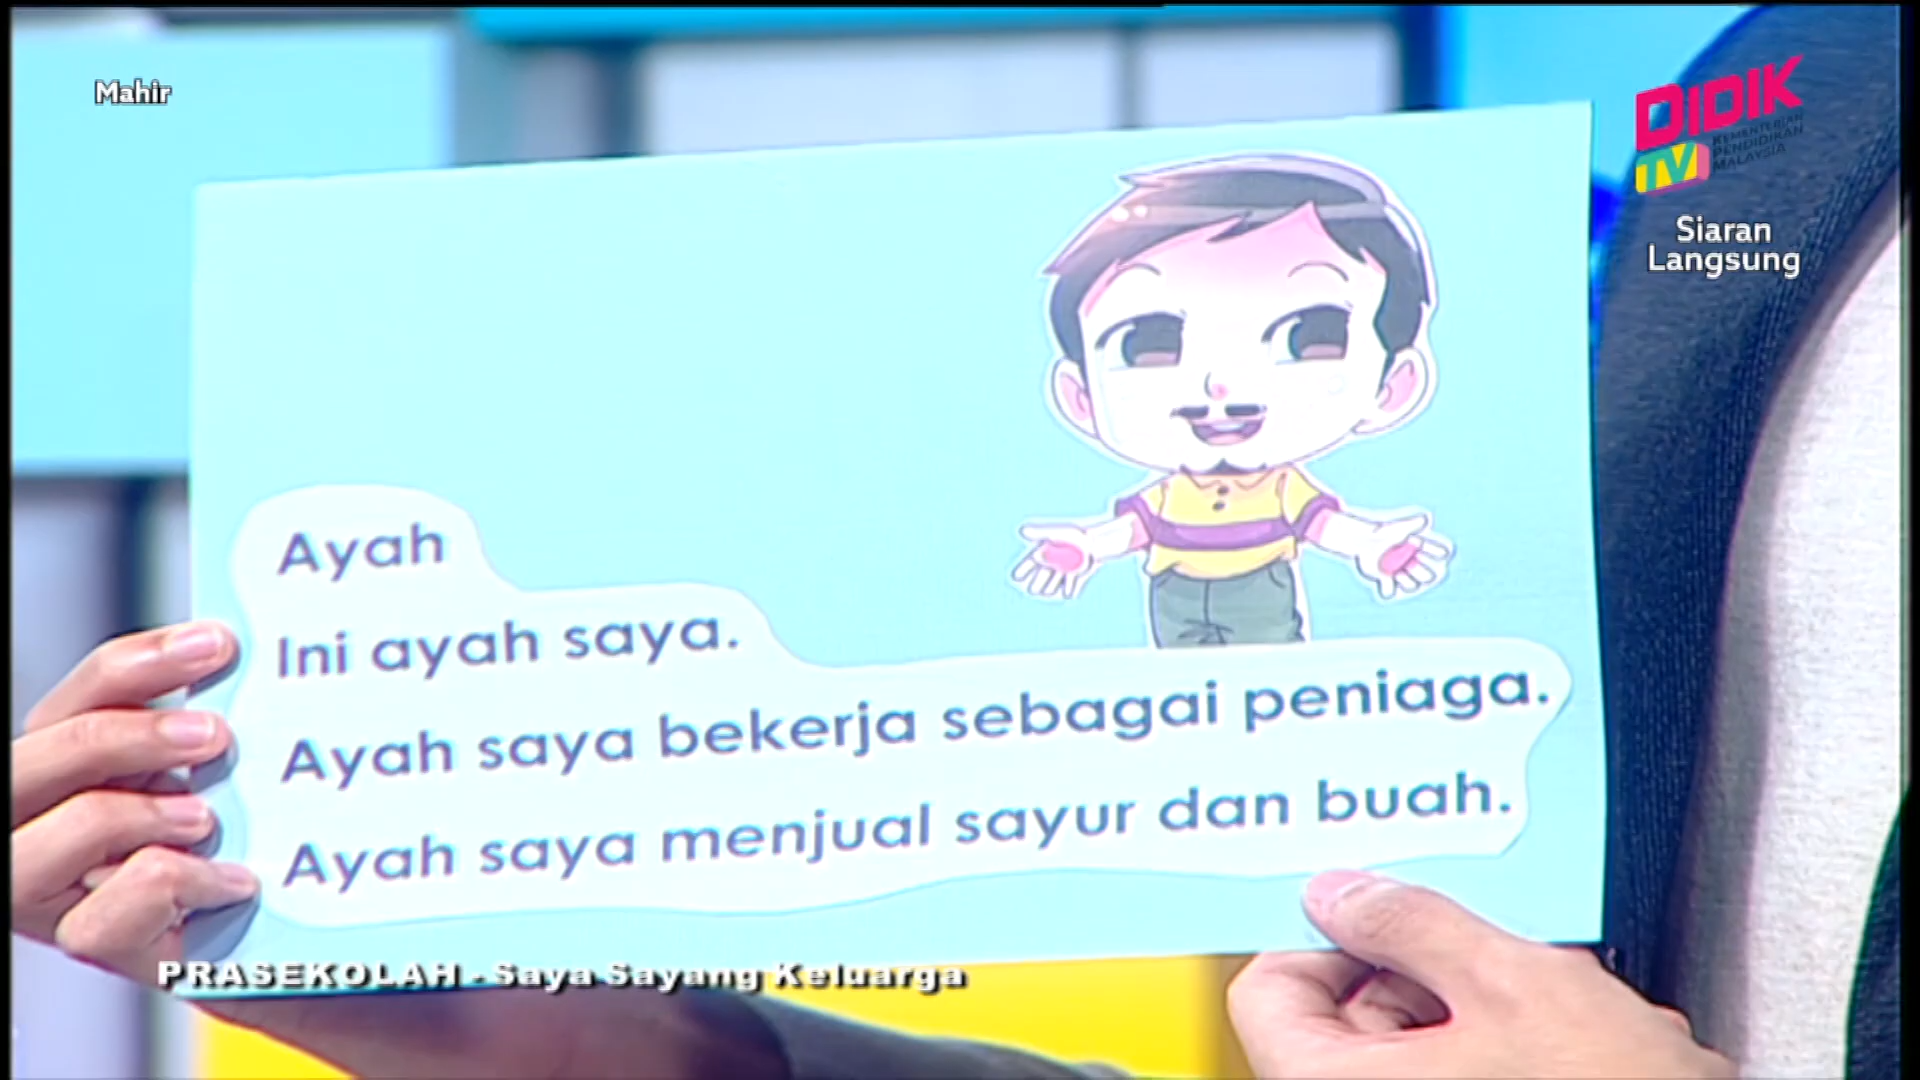 Mahir
DIDIK
TV
KEMENTERIAN
PENDIDIKAN
MALAYSIA
Siaran
Langsung
Ayah
Ini ayah saya.
Ayah saya bekerja sebagai peniaga.
Ayah saya menjual sayur dan buah.
PRASEKOLAH - Saya Sayang Keluarga